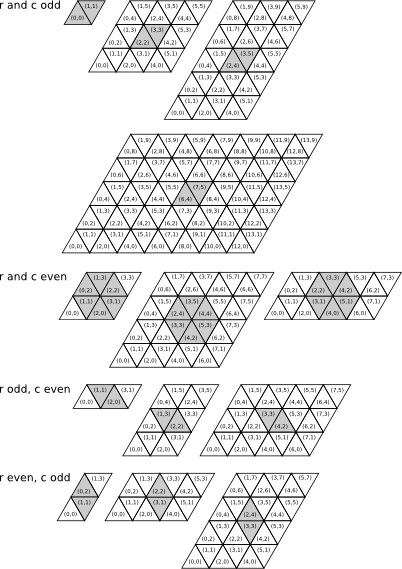 r and c odd
(1,1)
(0,0)
(1,5) (3,5) (5,5)
(0,4) (2,4) (4,4)
(1,3) (3,3) (5,3)
(0,2) (2,2) (4,2)
(1,1) (3,1) (5,1)
(0,0) (2,0) (4,0)
(1,9) (3,9) (5,9)
(0,8) (2,8) (4,8)
(1,7) (3,7) (5,7)
(0,6) (2,6) (4,6)
(1,5) (3,5) (5,5)
(0,4) (2,4) (4,4)
(1,3) (3,3) (5,3)
(0,2) (2,2) (4,2)
(1,1) (3,1) (5,1)
(0,0) (2,0) (4,0)
(1,9) (3,9) (5,9) (7,9) (9,9) (11,9) (13,9)
(0,8) (2,8) (4,8) (6,8) (8,8) (10,8) (12,8)
(1,7) (3,7) (5,7) (7,7) (9,7) (11,7) (13,7)
(0,6) (2,6) (4,6) (6,6) (8,6) (10,6) (12,6)
(1,5) (3,5) (5,5) (7,5) (9,5) (11,5) (13,5)
(0,4) (2,4) (4,4) (6,4) (8,4) (10,4) (12,4)
(1,3) (3,3) (5,3) (7,3) (9,3) (11,3) (13,3)
(0,2) (2,2) (4,2) (6,2) (8,2) (10,2) (12,2)
(1,1) (3,1) (5,1) (7,1) (9,1) (11,1) (13,1)
(0,0) (2,0) (4,0) (6,0) (8,0) (10,0) (12,0)
r and c even
(1,3) (3,3)
(0,2) (2,2)
(1,1) (3,1)
(0,0) (2,0)
(1,7) (3,7) (5,7) (7,7)
(0,6) (2,6) (4,6) (6,6)
(1,5) (3,5) (5,5) (7,5)
(0,4) (2,4) (4,4) (6,4)
(1,3) (3,3) (5,3) (7,3)
(0,2) (2,2) (4,2) (6,2)
(1,1) (3,1) (5,1) (7,1)
(0,0) (2,0) (4,0) (6,0)
(1,3) (3,3) (5,3) (7,3)
(0,2) (2,2) (4,2) (6,2)
(1,1) (3,1) (5,1) (7,1)
(0,0) (2,0) (4,0) (6,0)
r odd, c even
(1,1) (3,1)
(0,0) (2,0)
(1,5) (3,5)
(0,4) (2,4)
(1,3) (3,3)
(0,2) (2,2)
(1,1) (3,1)
(0,0) (2,0)
(1,5) (3,5) (5,5) (7,5)
(0,4) (2,4) (4,4) (6,4)
(1,3) (3,3) (5,3) (7,3)
(0,2) (2,2) (4,2) (6,2)
(1,1) (3,1) (5,1) (7,1)
(0,0) (2,0) (4,0) (6,0)
r even, c odd
(1,3)
(0,2)
(1,1)
(0,0)
(1,3) (3,3) (5,3)
(0,2) (2,2) (4,2)
(1,1) (3,1) (5,1)
(0,0) (2,0) (4,0)
(1,7) (3,7) (5,7)
(0,6) (2,6) (4,6)
(1,5) (3,5) (5,5)
(0,4) (2,4) (4,4)
(1,3) (3,3) (5,3)
(0,2) (2,2) (4,2)
(1,1) (3,1) (5,1)
(0,0) (2,0) (4,0)